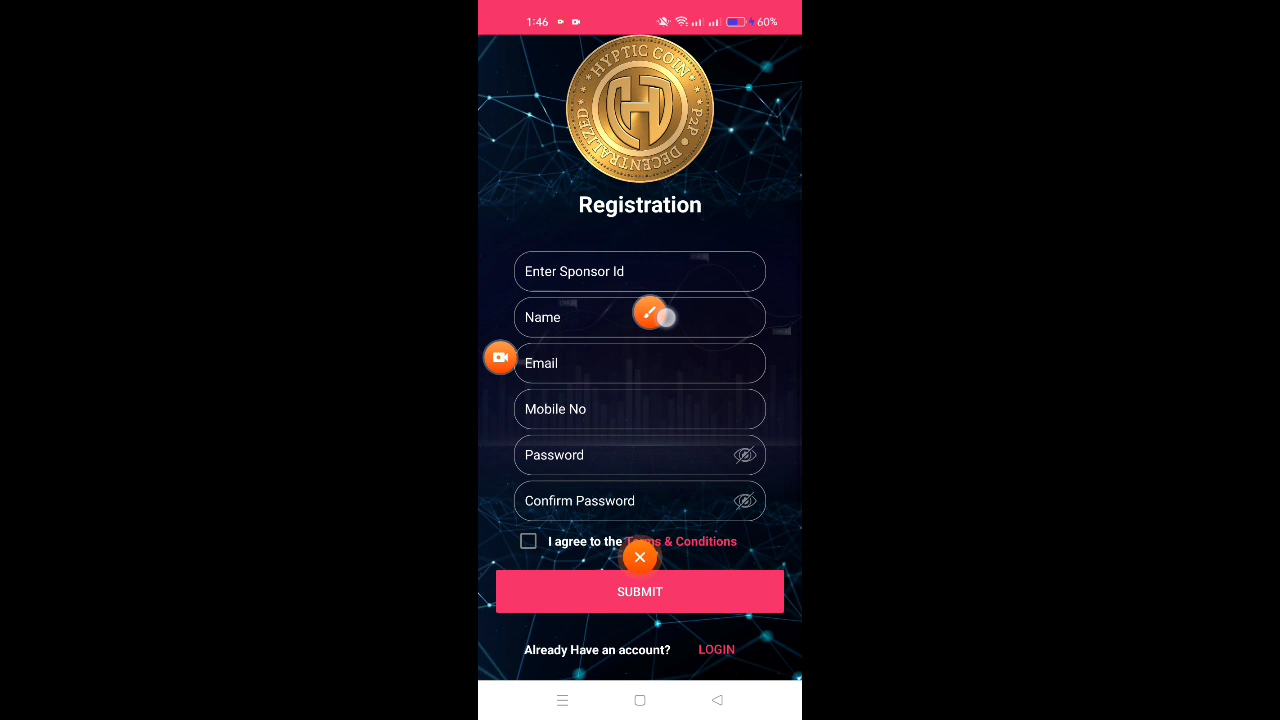 1:46
60%
HYPTIC COIN
P2P • DECENTRALIZED
Registration
Enter Sponsor Id
Name
Email
Mobile No
Password
Confirm Password
I agree to the Terms & Conditions
SUBMIT
Already Have an account? LOGIN